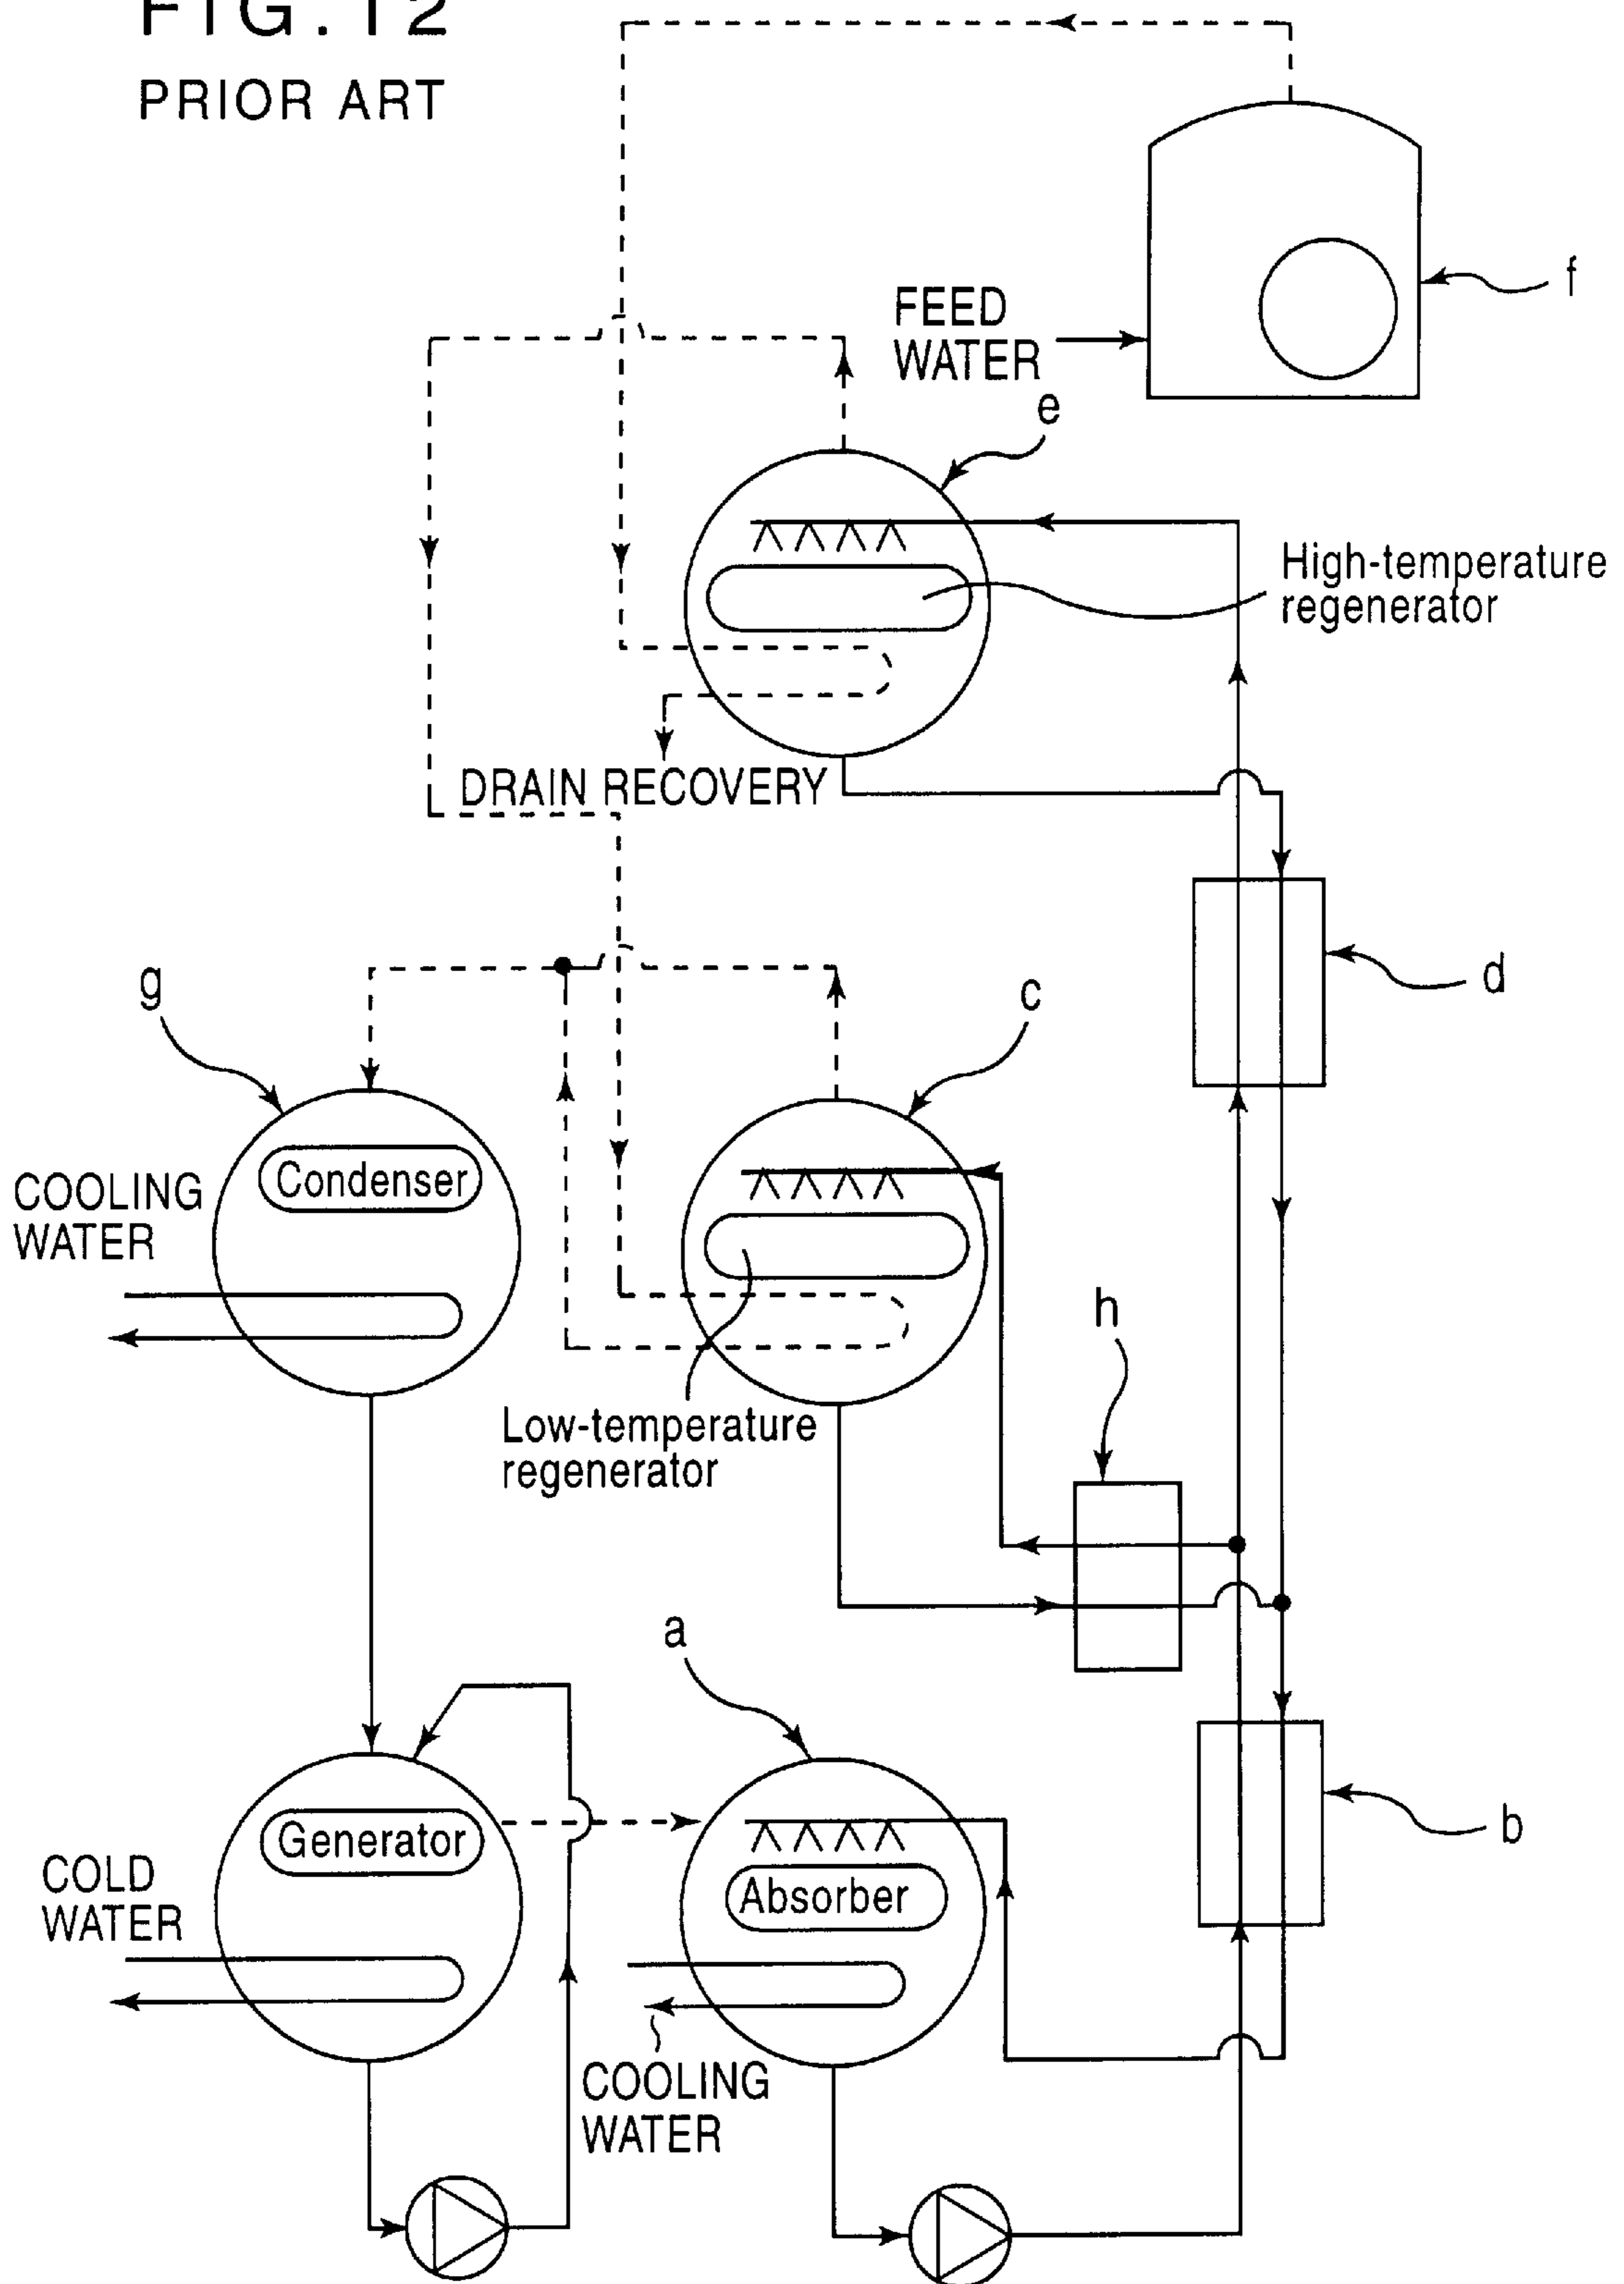 FIG.12
PRIOR ART
f
FEED
WATER
e
High-temperature
regenerator
DRAIN RECOVERY
d
g
c
Condenser
COOLING
WATER
h
Low-temperature
regenerator
a
Generator
b
COLD
WATER
Absorber
COOLING
WATER